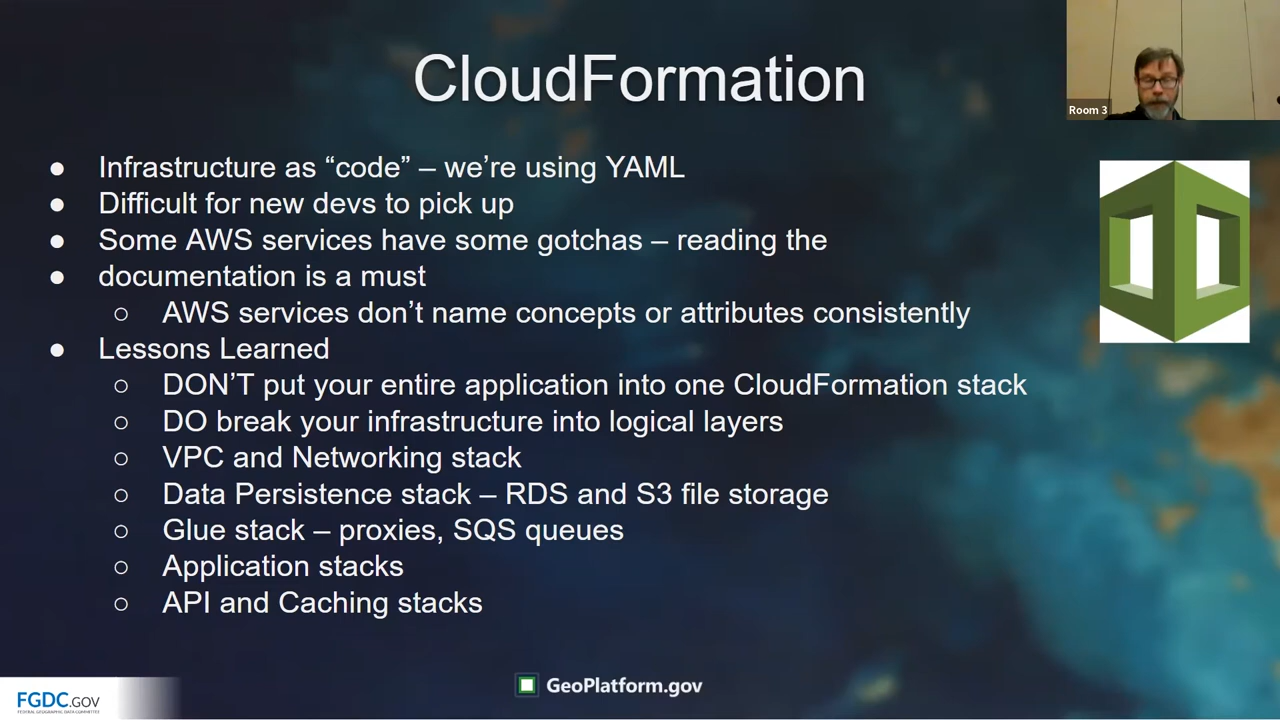 CloudFormation
Room 3
● Infrastructure as “code” – we’re using YAML
● Difficult for new devs to pick up
● Some AWS services have some gotchas – reading the
● documentation is a must
○ AWS services don’t name concepts or attributes consistently
● Lessons Learned
○ DON’T put your entire application into one CloudFormation stack
○ DO break your infrastructure into logical layers
○ VPC and Networking stack
○ Data Persistence stack – RDS and S3 file storage
○ Glue stack – proxies, SQS queues
○ Application stacks
○ API and Caching stacks
GeoPlatform.gov
FGDC.GOV
FEDERAL GEOGRAPHIC DATA COMMITTEE